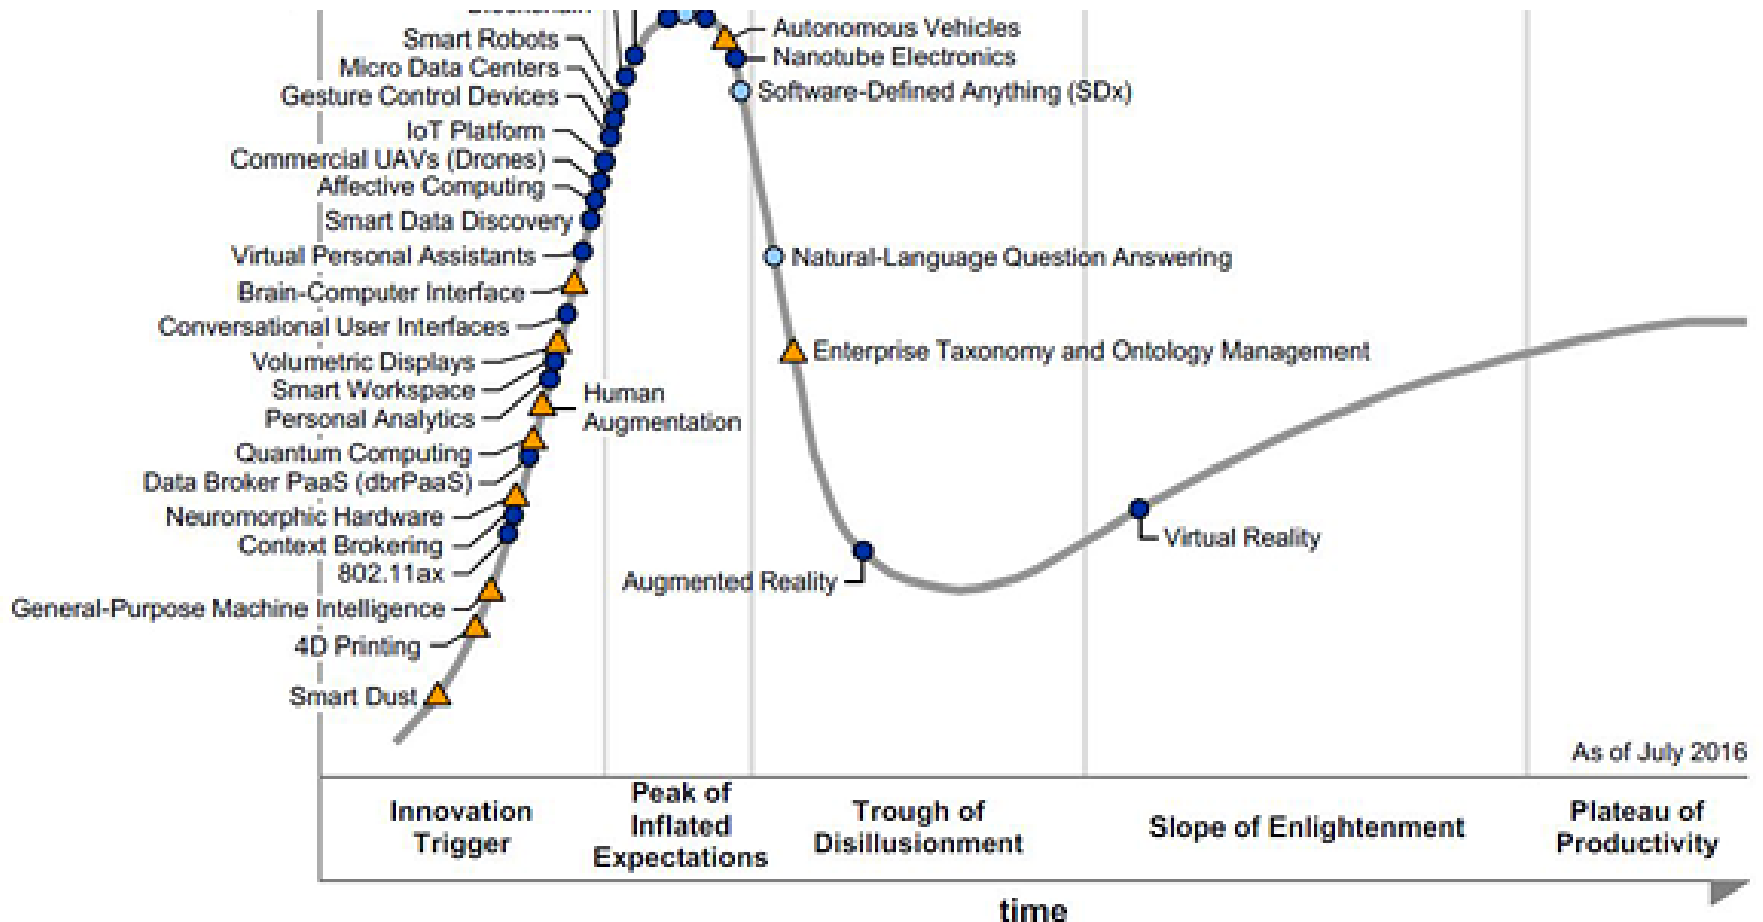 Smart Robots
Micro Data Centers
Gesture Control Devices
IoT Platform
Commercial UAVs (Drones)
Affective Computing
Smart Data Discovery
Virtual Personal Assistants
Brain-Computer Interface
Conversational User Interfaces
Volumetric Displays
Smart Workspace
Personal Analytics
Quantum Computing
Data Broker PaaS (dbrPaaS)
Neuromorphic Hardware
Context Brokering
802.11ax
General-Purpose Machine Intelligence
4D Printing
Smart Dust
Human
Augmentation
Autonomous Vehicles
Nanotube Electronics
Software-Defined Anything (SDx)
Natural-Language Question Answering
Enterprise Taxonomy and Ontology Management
Augmented Reality
Virtual Reality
As of July 2016
Innovation
Trigger
Peak of
Inflated
Expectations
Trough of
Disillusionment
Slope of Enlightenment
Plateau of
Productivity
time